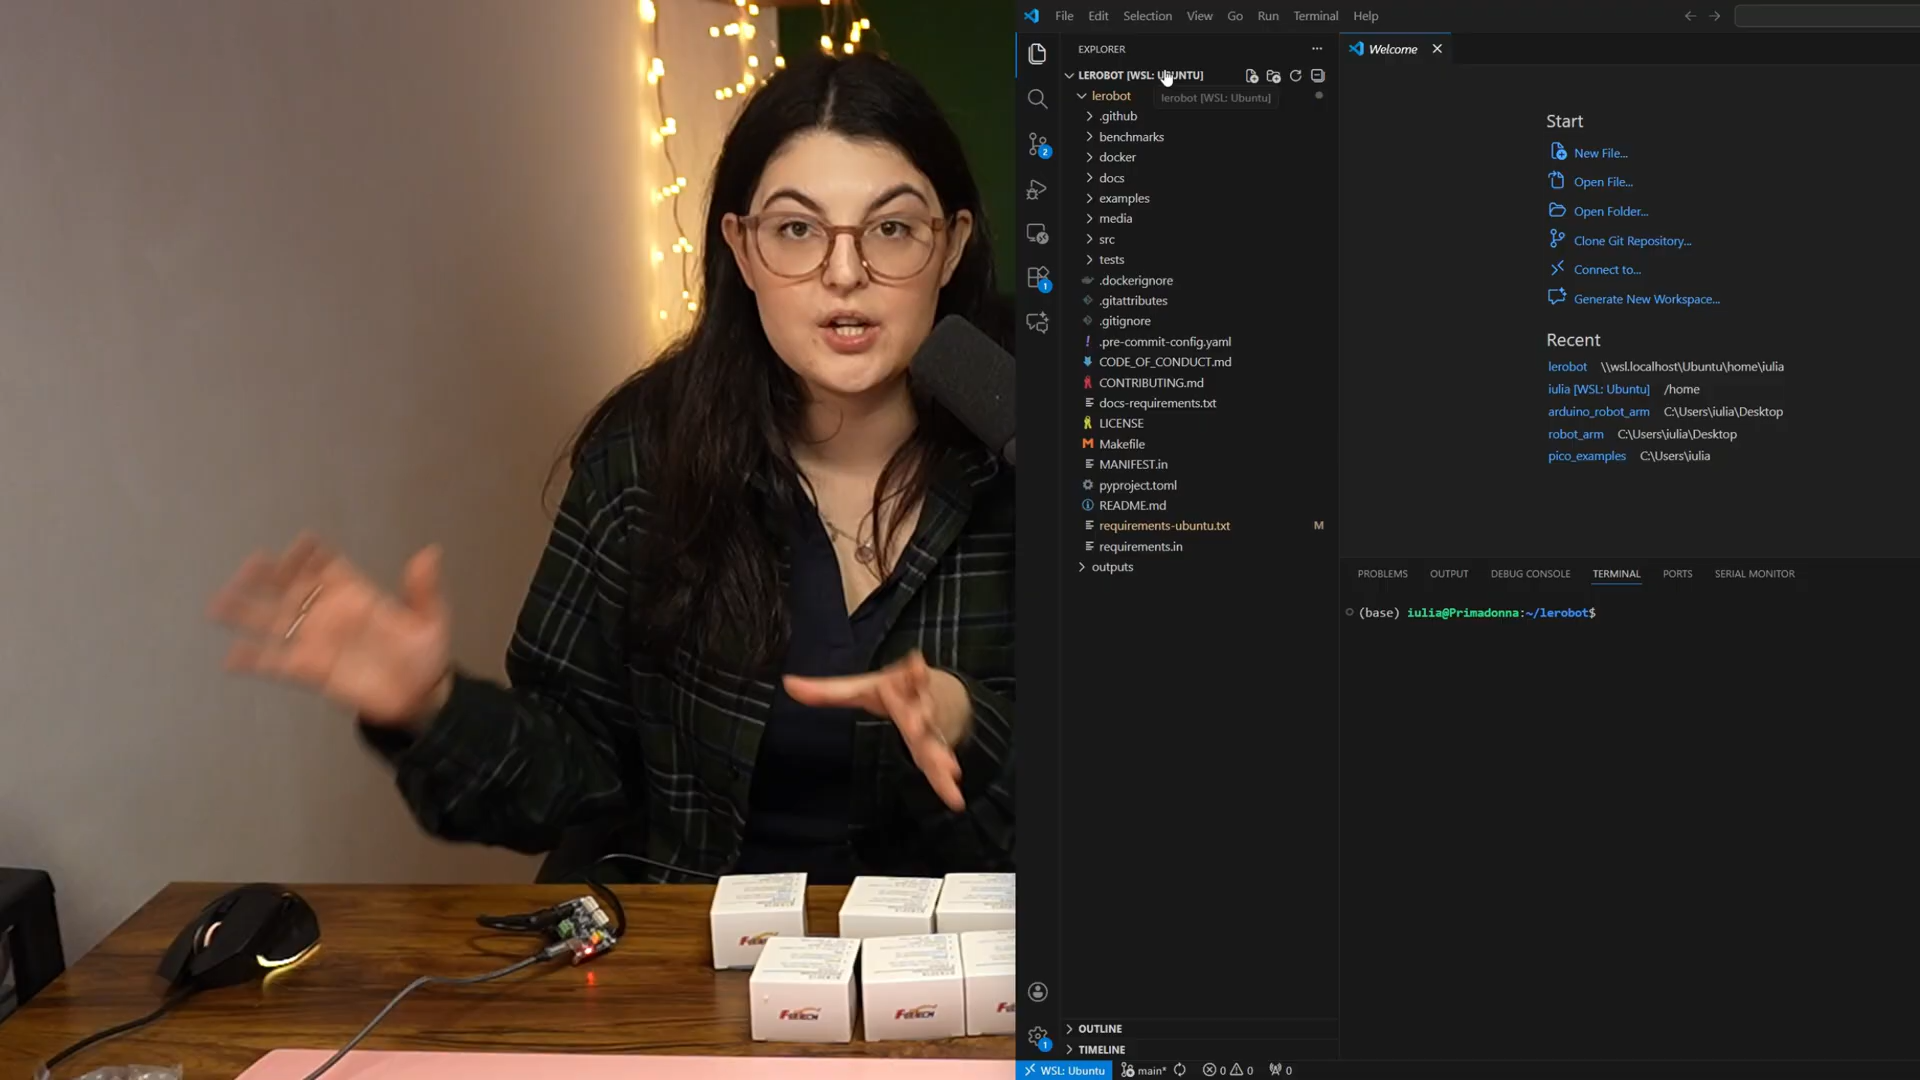 File Edit Selection View Go Run Terminal Help
EXPLORER
LEROBOT [WSL: UBUNTU]
lerobot
lerobot [WSL: Ubuntu]
.github
benchmarks
docker
docs
examples
media
src
tests
.dockerignore
.gitattributes
.gitignore
.pre-commit-config.yaml
CODE_OF_CONDUCT.md
CONTRIBUTING.md
docs-requirements.txt
LICENSE
Makefile
MANIFEST.in
pyproject.toml
README.md
requirements-ubuntu.txt M
requirements.in
outputs
OUTLINE
TIMELINE
2
1
1
Welcome
Start
New File...
Open File...
Open Folder...
Clone Git Repository...
Connect to...
Generate New Workspace...
Recent
lerobot \\wsl.localhost\Ubuntu\home\iulia
iulia [WSL: Ubuntu] /home
arduino_robot_arm C:\Users\iulia\Desktop
robot_arm C:\Users\iulia\Desktop
pico_examples C:\Users\iulia
PROBLEMS OUTPUT DEBUG CONSOLE TERMINAL PORTS SERIAL MONITOR
(base) iulia@Primadonna:~/lerobot$
WSL: Ubuntu main* 0 0 0
FEETECH
FEETECH